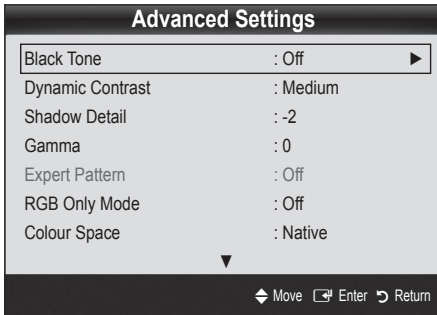 Advanced Settings
Black Tone : Off ▶
Dynamic Contrast : Medium
Shadow Detail : -2
Gamma : 0
Expert Pattern : Off
RGB Only Mode : Off
Colour Space : Native
▼
Move Enter Return